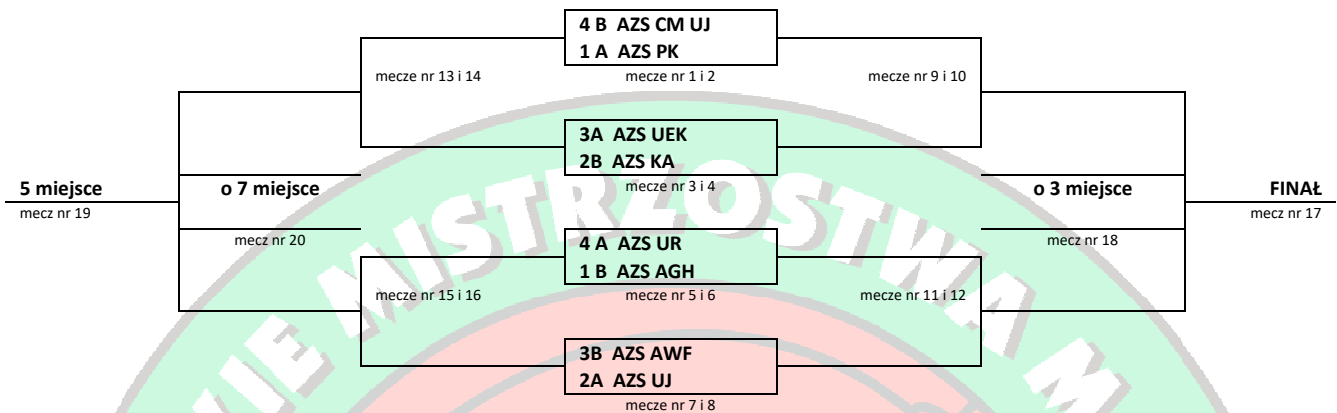 4 B AZS CM UJ
1 A AZS PK
mecze nr 13 i 14
mecze nr 1 i 2
mecze nr 9 i 10
3A AZS UEK
2B AZS KA
mecze nr 3 i 4
5 miejsce
o 7 miejsce
o 3 miejsce
FINAŁ
mecz nr 19
mecz nr 17
mecz nr 20
mecz nr 18
4 A AZS UR
1 B AZS AGH
mecze nr 15 i 16
mecze nr 5 i 6
mecze nr 11 i 12
3B AZS AWF
2A AZS UJ
mecze nr 7 i 8
ZIE MISTRZOSTWA M